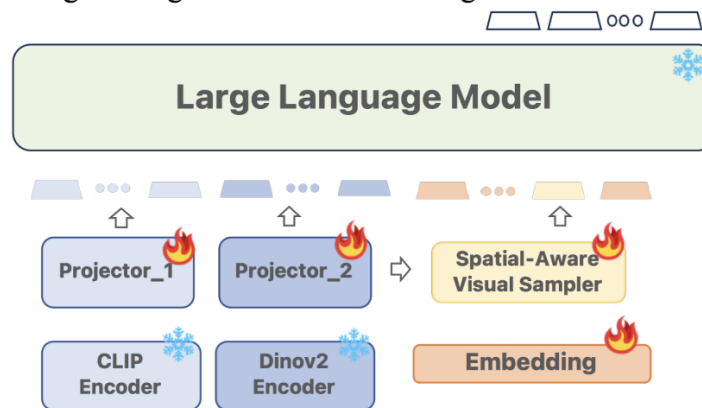 Large Language Model
Projector_1
Projector_2
Spatial-Aware
Visual Sampler
CLIP
Encoder
Dinov2
Encoder
Embedding